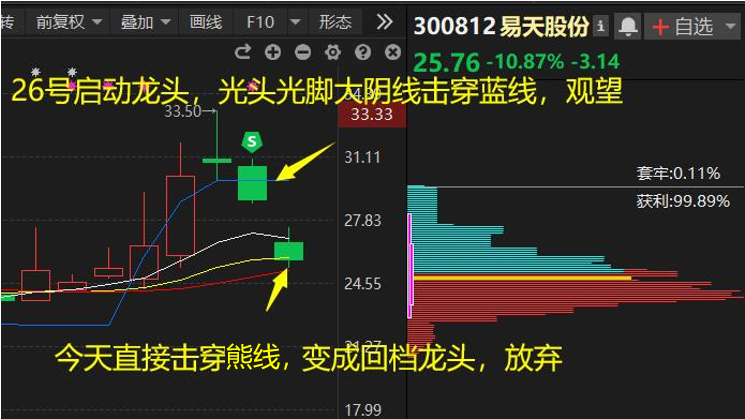 转 前复权 叠加 画线 F10 形态
300812 易天股份 i + 自选
25.76 -10.87% -3.14
26号启动龙头，光头光脚大阴线击穿蓝线，观望
33.50
33.33
S
31.11
套牢:0.11%
获利:99.89%
27.83
24.55
21.27
今天直接击穿熊线，变成回档龙头，放弃
17.99